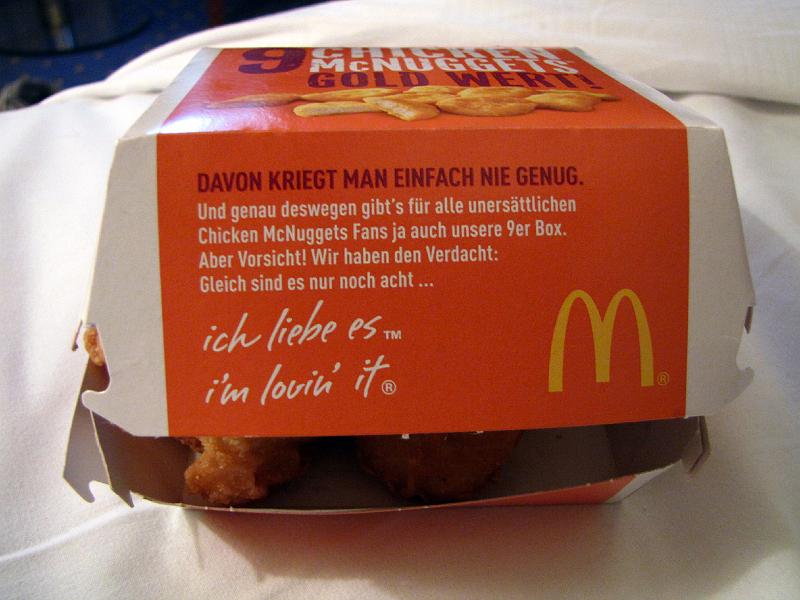 9 CHICKEN
McNUGGETS
GOLD WERT!
DAVON KRIEGT MAN EINFACH NIE GENUG.
Und genau deswegen gibt's für alle unersättlichen
Chicken McNuggets Fans ja auch unsere 9er Box.
Aber Vorsicht! Wir haben den Verdacht:
Gleich sind es nur noch acht ...
ich liebe es™
i'm lovin' it®
M®